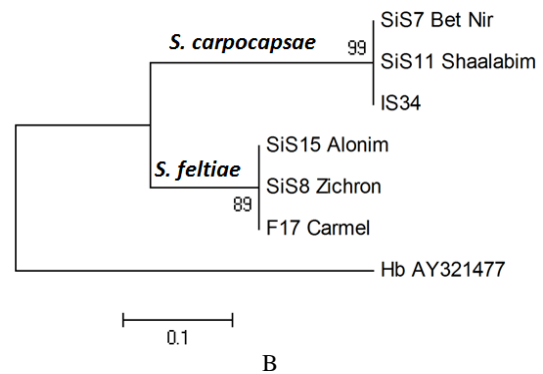 SiS7 Bet Nir
S. carpocapsae
99
SiS11 Shaalabim
IS34
SiS15 Alonim
S. feltiae
SiS8 Zichron
89
F17 Carmel
Hb AY321477
0.1
B